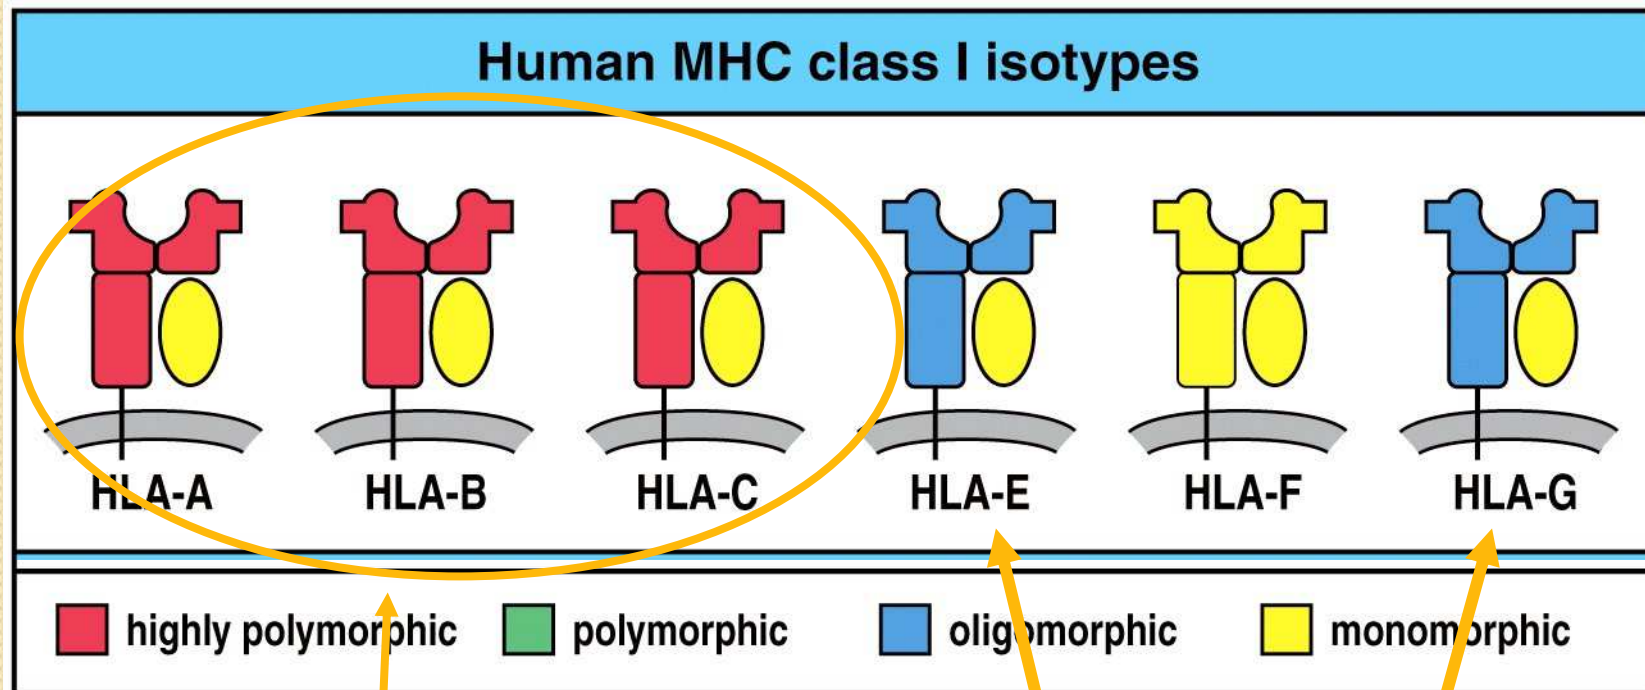 Human MHC class I isotypes
HLA-A HLA-B HLA-C HLA-E HLA-F HLA-G
highly polymorphic polymorphic oligomorphic monomorphic